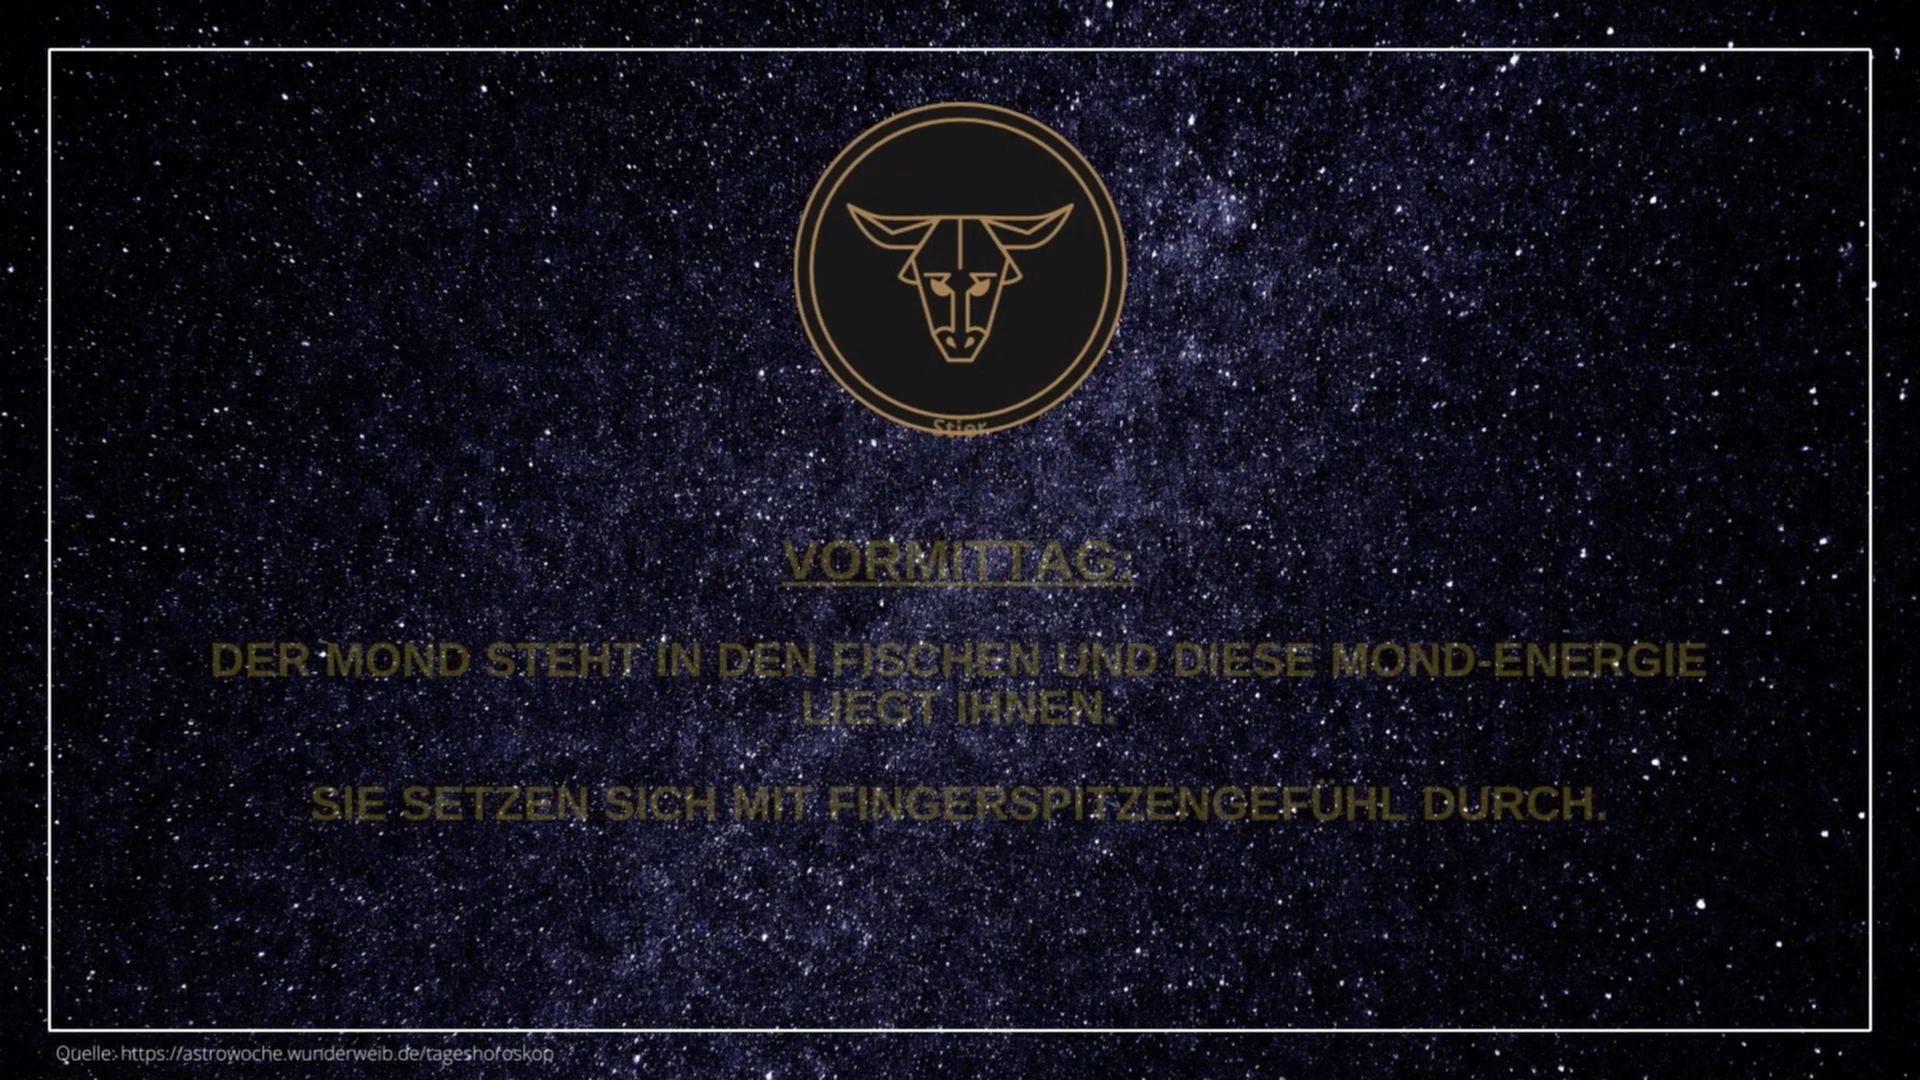 Stier
VORMITTAG:
DER MOND STEHT IN DEN FISCHEN UND DIESE MOND-ENERGIE
LIEGT IHNEN.
SIE SETZEN SICH MIT FINGERSPITZENGEFÜHL DURCH.
Quelle: https://astrowoche.wunderweib.de/tageshoroskop